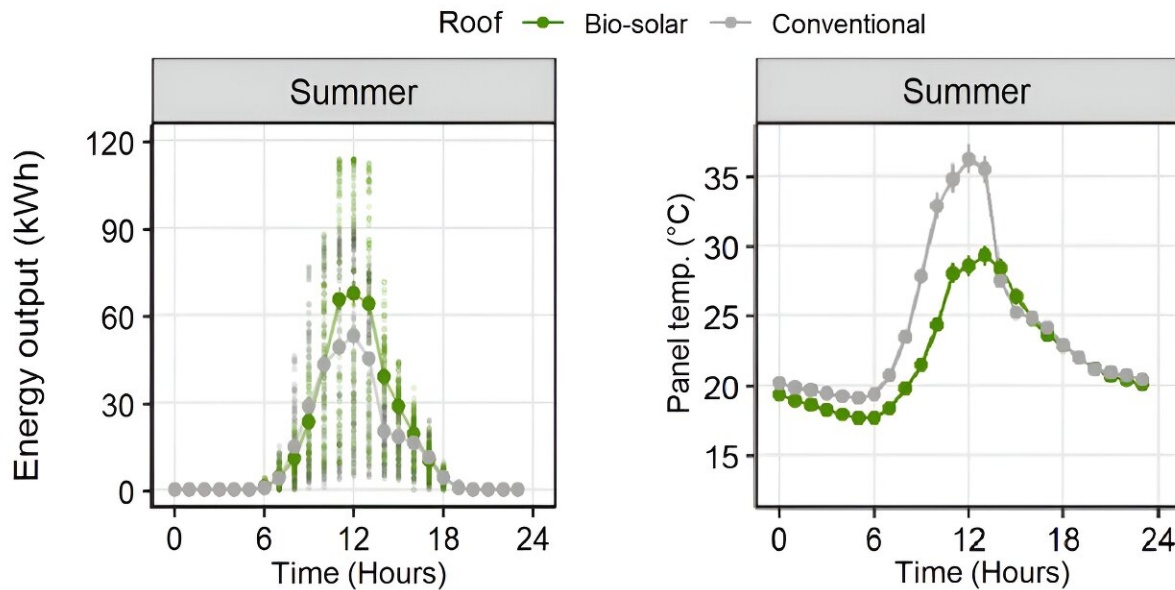 Roof Bio-solar Conventional
Summer
Energy output (kWh)
120
90
60
30
0
0 6 12 18 24
Time (Hours)
Summer
Panel temp. (°C)
35
30
25
20
15
0 6 12 18 24
Time (Hours)